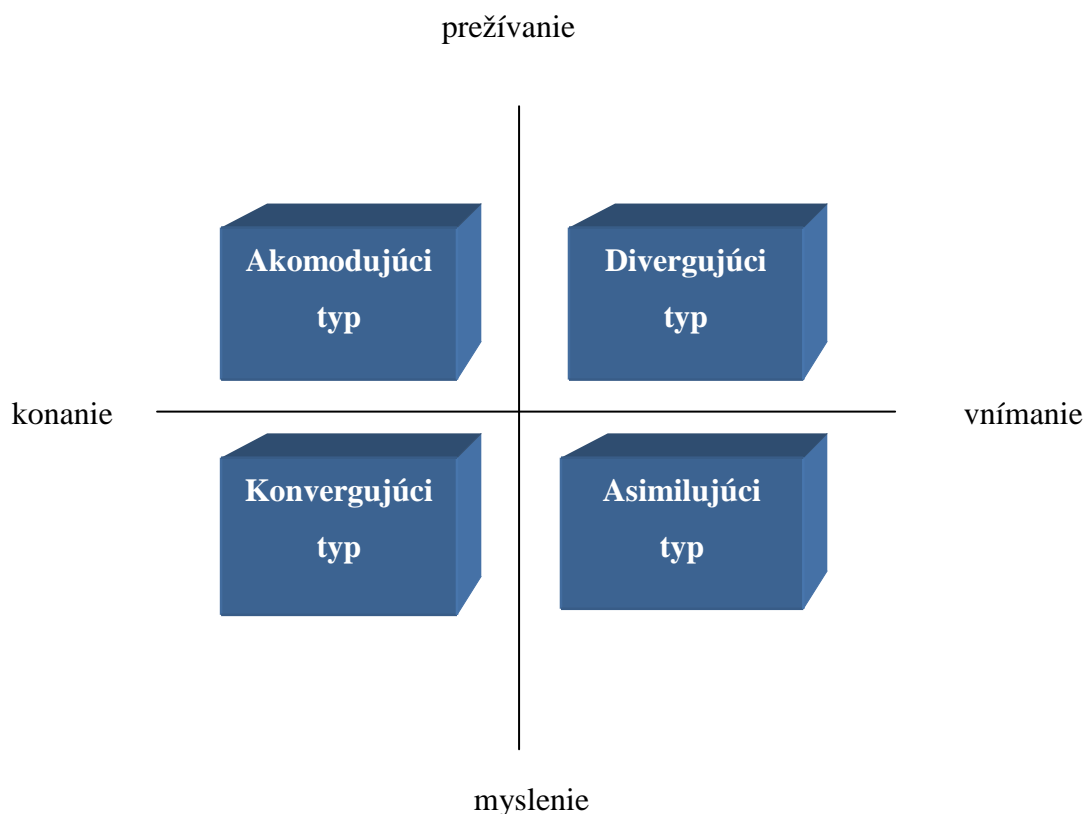 prežívanie
Akomodujúci
typ
Divergujúci
typ
konanie
vnímanie
Konvergujúci
typ
Asimilujúci
typ
myslenie